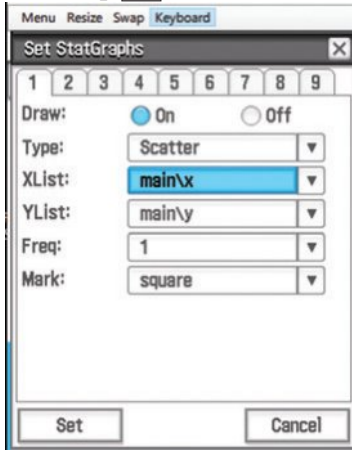 Menu Resize Swap Keyboard
Set StatGraphs
1 2 3 4 5 6 7 8 9
Draw: On Off
Type: Scatter
XList: main\x
YList: main\y
Freq: 1
Mark: square
Set Cancel